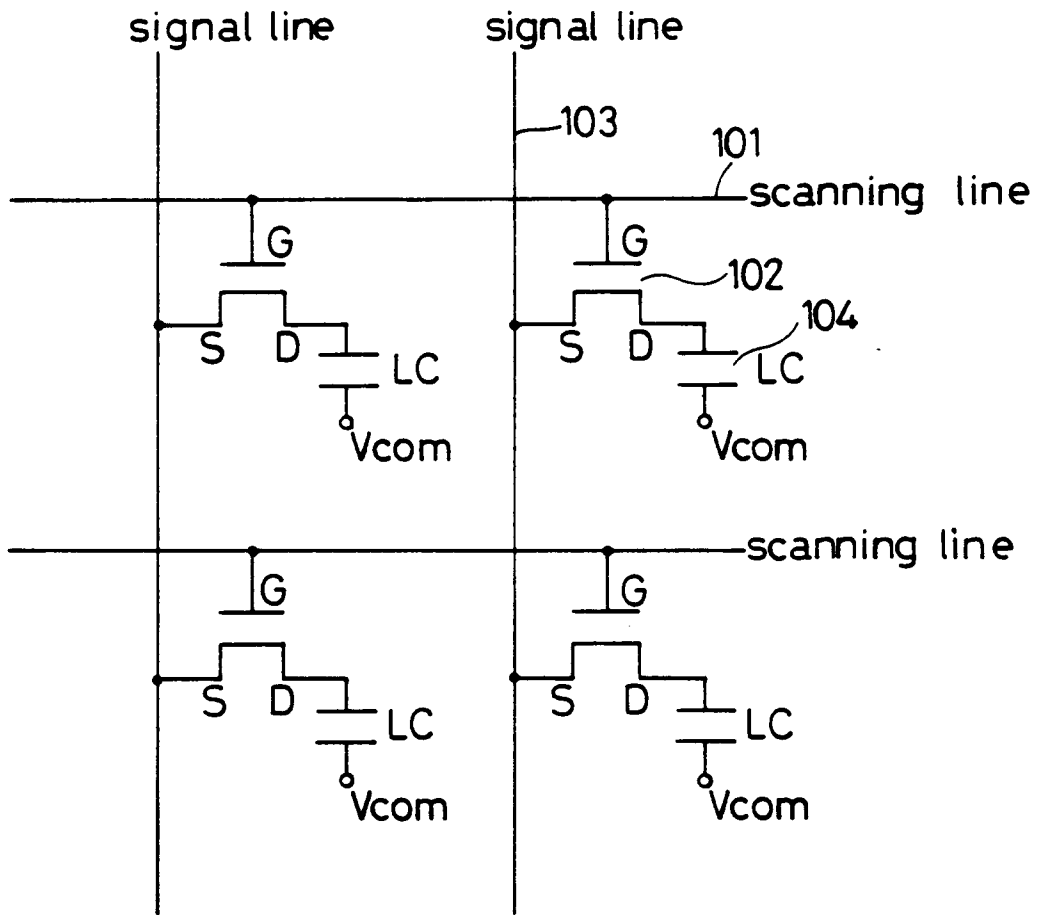 signal line
signal line
103
101
scanning line
G
G
102
104
S
D
LC
S
D
LC
Vcom
Vcom
scanning line
G
G
S
D
LC
S
D
LC
Vcom
Vcom